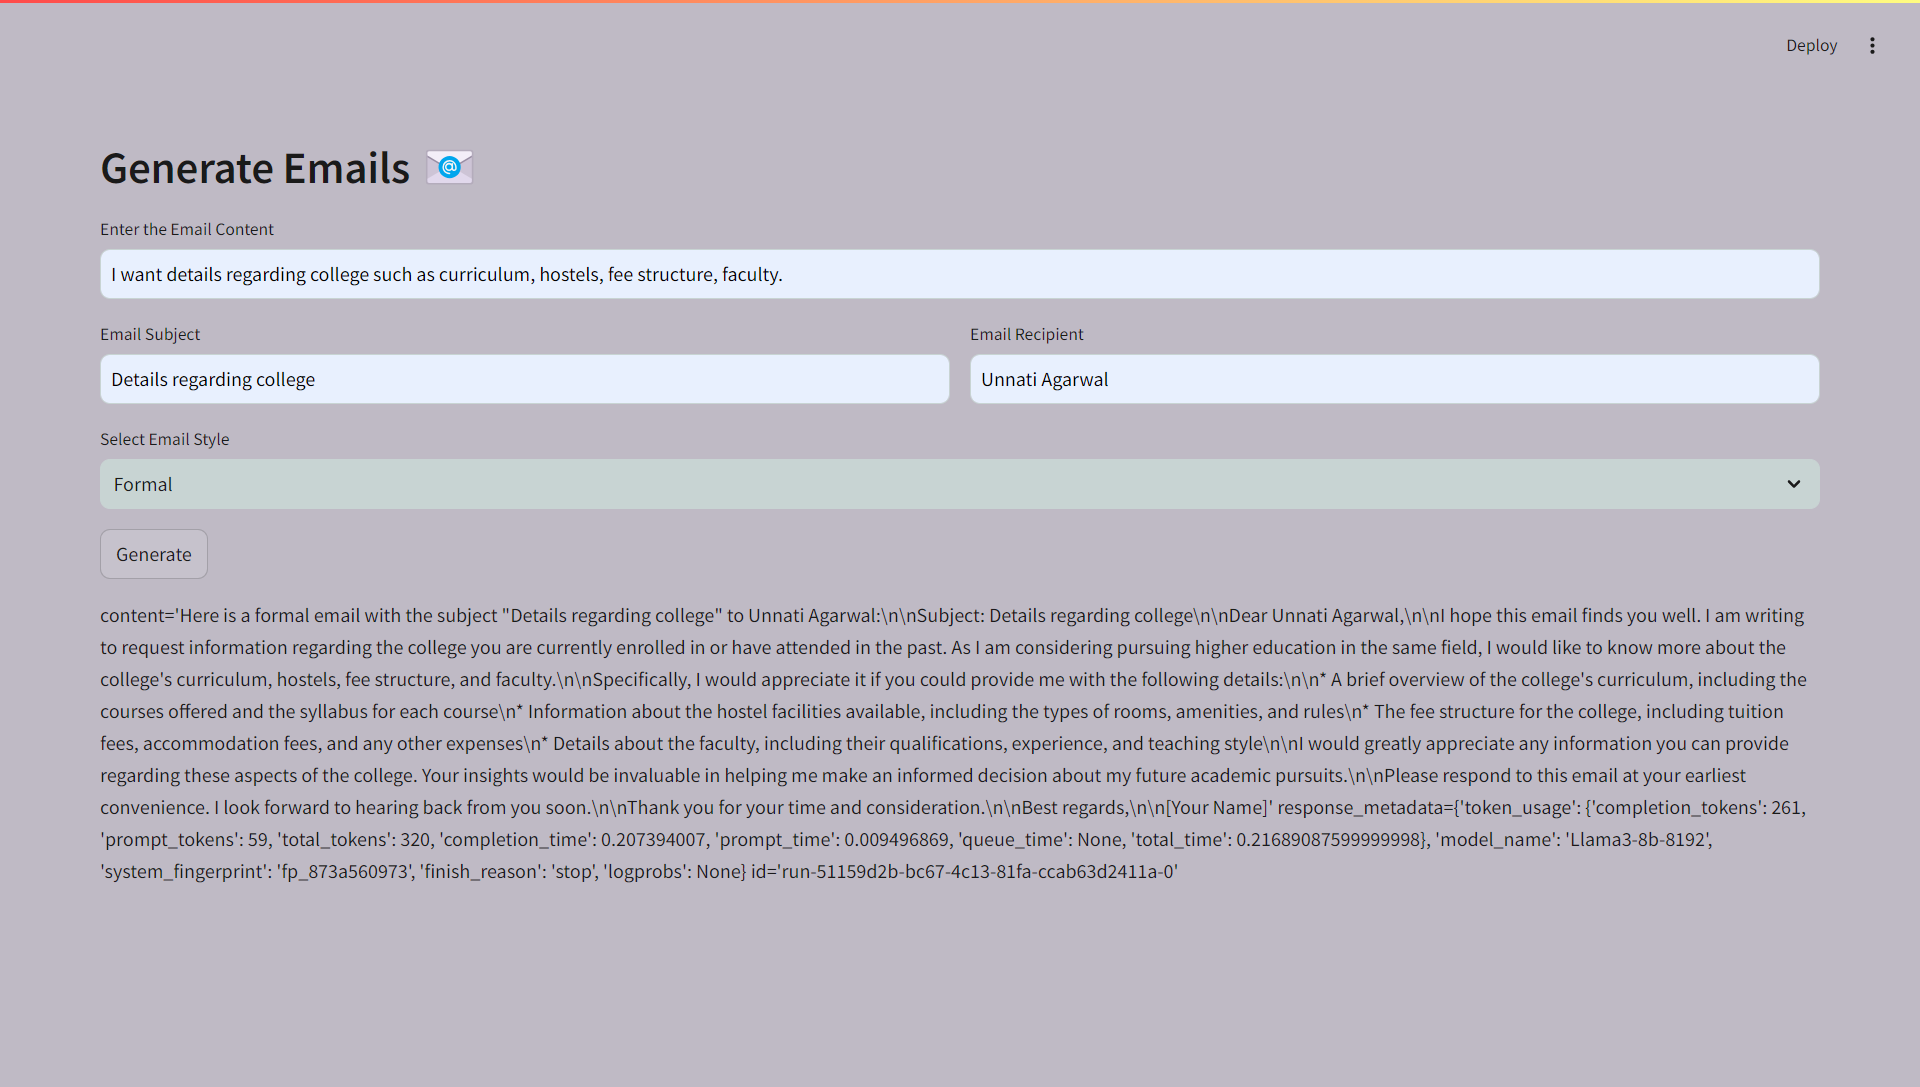 Deploy
Generate Emails
Enter the Email Content
I want details regarding college such as curriculum, hostels, fee structure, faculty.
Email Subject
Email Recipient
Details regarding college
Unnati Agarwal
Select Email Style
Formal
Generate
content='Here is a formal email with the subject "Details regarding college" to Unnati Agarwal:\n\nSubject: Details regarding college\n\nDear Unnati Agarwal,\n\nI hope this email finds you well. I am writing
to request information regarding the college you are currently enrolled in or have attended in the past. As I am considering pursuing higher education in the same field, I would like to know more about the
college's curriculum, hostels, fee structure, and faculty.\n\nSpecifically, I would appreciate it if you could provide me with the following details:\n\n* A brief overview of the college's curriculum, including the
courses offered and the syllabus for each course\n* Information about the hostel facilities available, including the types of rooms, amenities, and rules\n* The fee structure for the college, including tuition
fees, accommodation fees, and any other expenses\n* Details about the faculty, including their qualifications, experience, and teaching style\n\nI would greatly appreciate any information you can provide
regarding these aspects of the college. Your insights would be invaluable in helping me make an informed decision about my future academic pursuits.\n\nPlease respond to this email at your earliest
convenience. I look forward to hearing back from you soon.\n\nThank you for your time and consideration.\n\nBest regards,\n\n[Your Name]' response_metadata={'token_usage': {'completion_tokens': 261,
'prompt_tokens': 59, 'total_tokens': 320, 'completion_time': 0.207394007, 'prompt_time': 0.009496869, 'queue_time': None, 'total_time': 0.21689087599999998}, 'model_name': 'Llama3-8b-8192',
'system_fingerprint': 'fp_873a560973', 'finish_reason': 'stop', 'logprobs': None} id='run-51159d2b-bc67-4c13-81fa-ccab63d2411a-0'